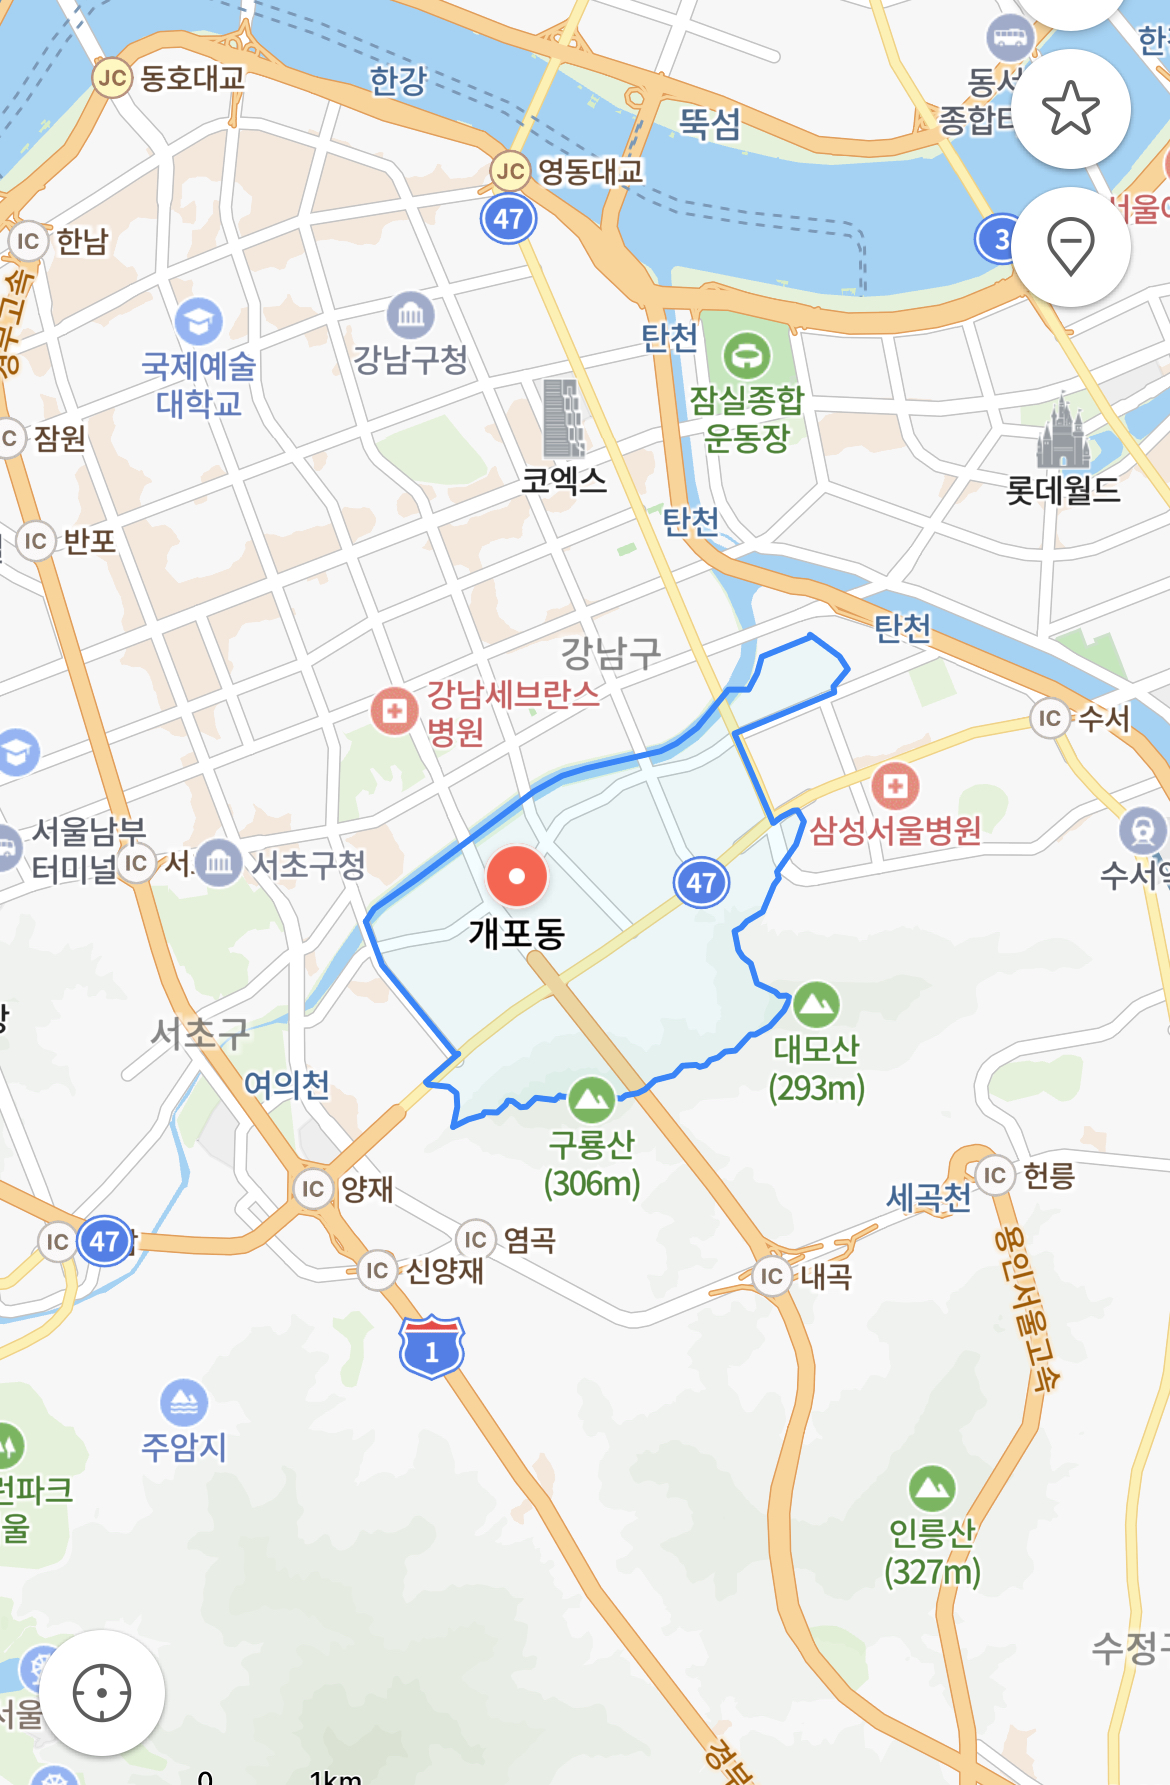 JC 동호대교
한강
뚝섬
동서
종합터
JC 영동대교
47
3
IC 한남
국제예술
대학교
강남구청
탄천
잠실종합
운동장
IC 잠원
코엑스
롯데월드
IC 반포
탄천
탄천
강남구
강남세브란스
병원
IC 수서
서울남부
터미널
IC 서
서초구청
삼성서울병원
수서역
47
개포동
대모산
(293m)
서초구
여의천
구룡산
(306m)
IC 양재
세곡천
IC 헌릉
IC 47
IC 염곡
IC 신양재
IC 내곡
용인서울고속
1
주암지
런파크
울
인릉산
(327m)
수정구
서울
경부
0 1km